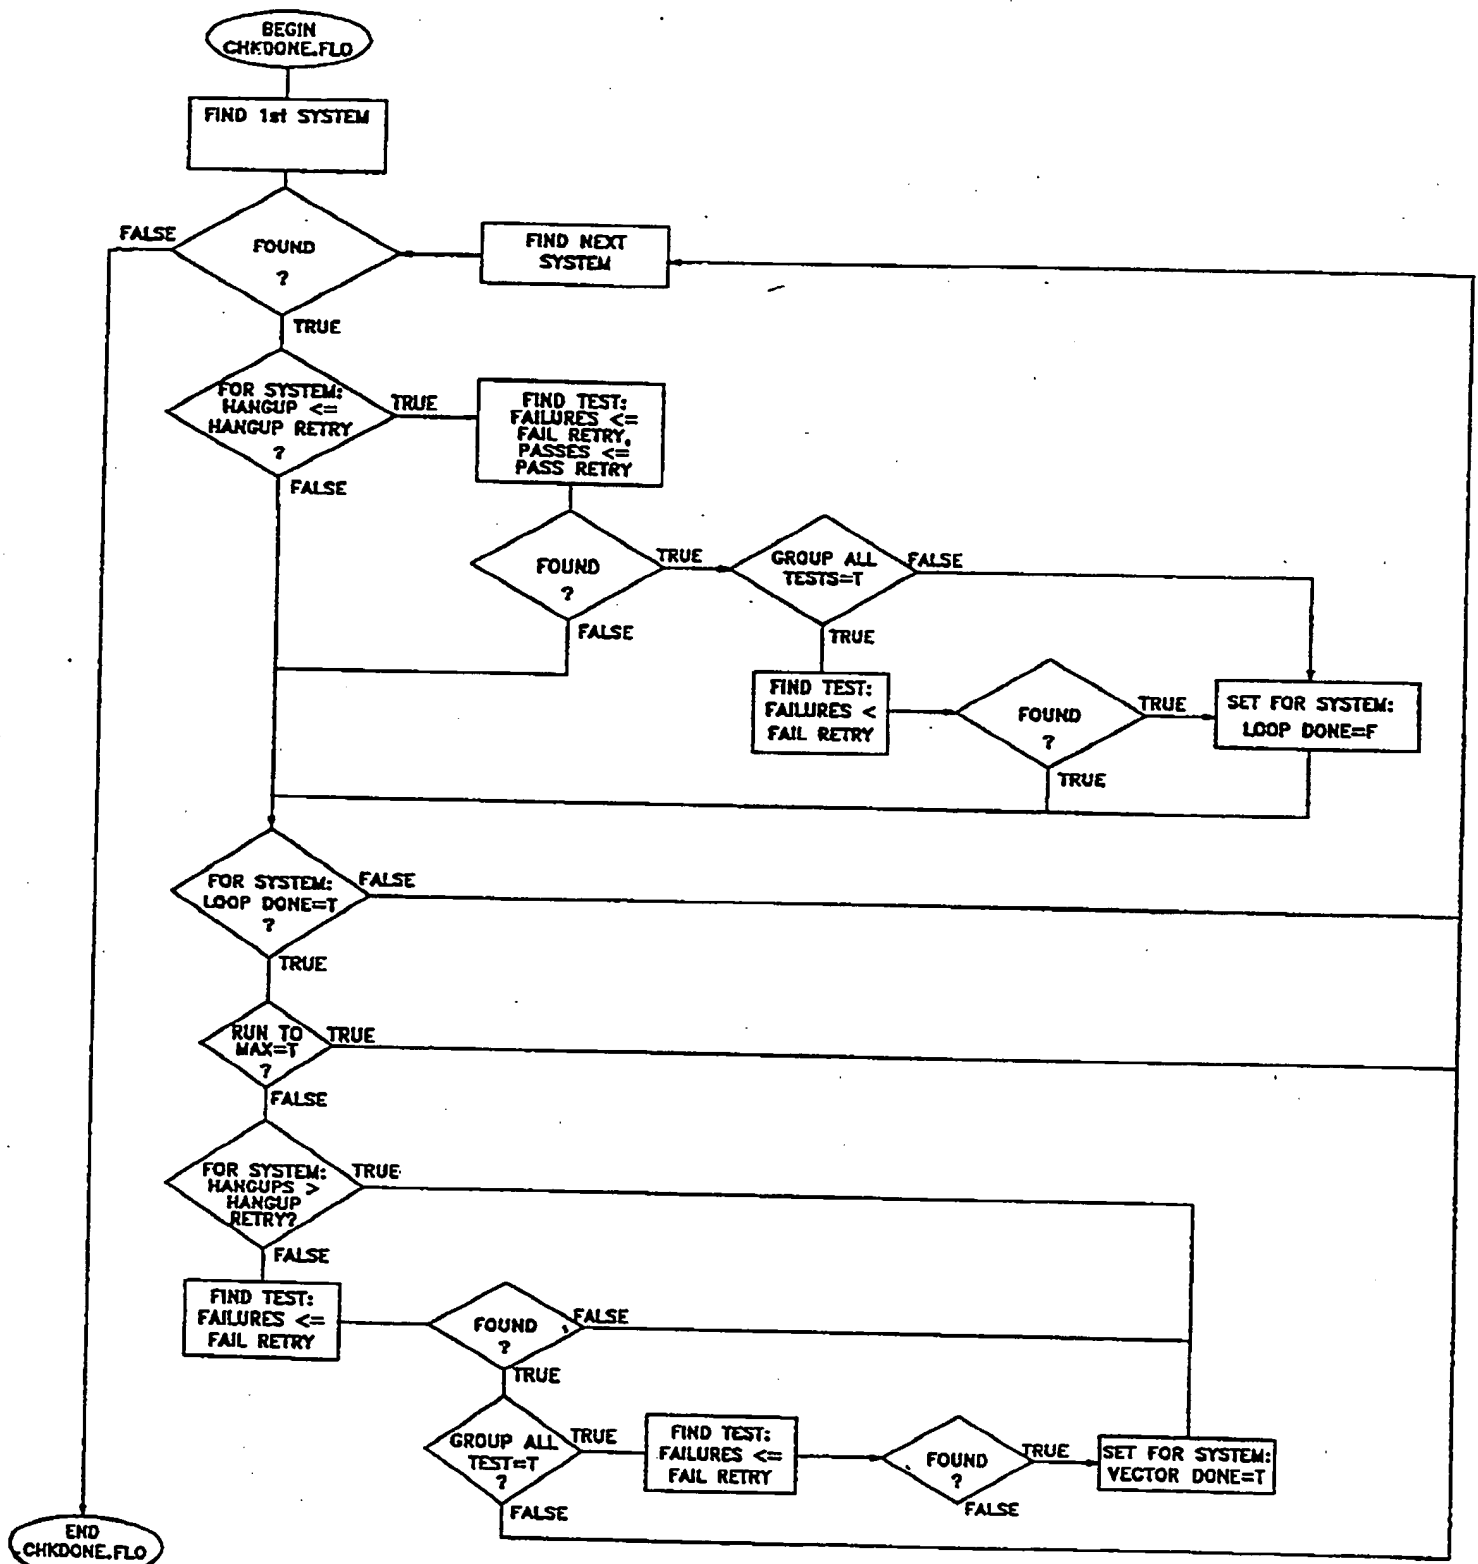 BEGIN
CHKDONE.FLO
FIND 1st SYSTEM
FALSE
FOUND
?
FIND NEXT
SYSTEM
TRUE
FOR SYSTEM:
HANGUP <=
HANGUP RETRY
?
TRUE
FIND TEST:
FAILURES <=
FAIL RETRY,
PASSES <=
PASS RETRY
FALSE
FOUND
?
TRUE
GROUP ALL
TESTS=T
FALSE
FALSE
TRUE
FIND TEST:
FAILURES <
FAIL RETRY
FOUND
?
TRUE
SET FOR SYSTEM:
LOOP DONE=F
TRUE
FOR SYSTEM:
LOOP DONE=T
?
FALSE
TRUE
RUN TO
MAX=T
?
TRUE
FALSE
FOR SYSTEM:
HANGUPS >
HANGUP
RETRY?
TRUE
FALSE
FIND TEST:
FAILURES <=
FAIL RETRY
FOUND
?
FALSE
TRUE
GROUP ALL
TEST=T
?
TRUE
FIND TEST:
FAILURES <=
FAIL RETRY
FOUND
?
TRUE
SET FOR SYSTEM:
VECTOR DONE=T
FALSE
FALSE
END
CHKDONE.FLO